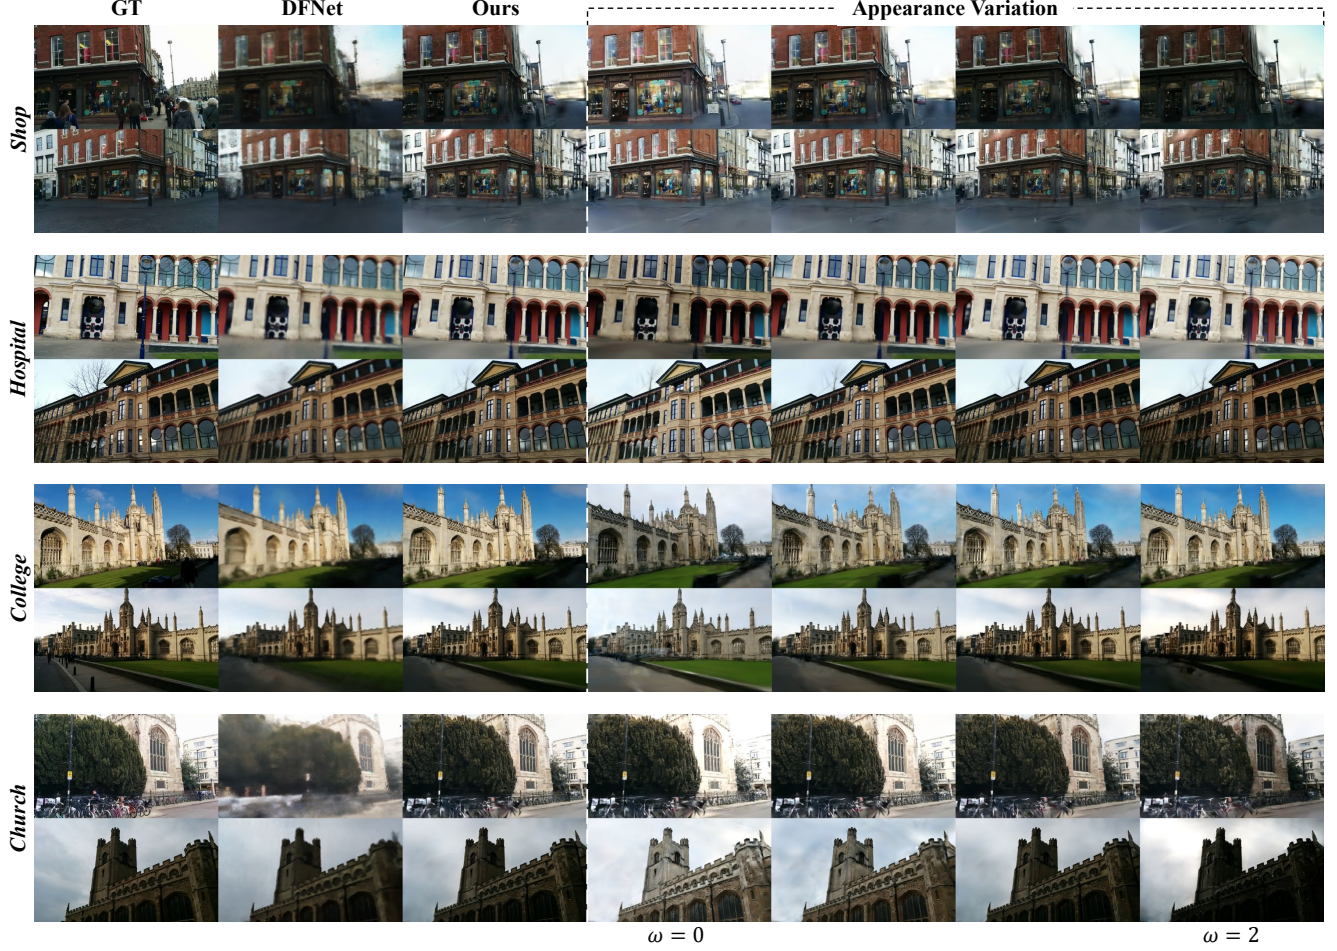 GT DFNet Ours Appearance Variation
Shop
Hospital
College
Church
ω = 0 ω = 2